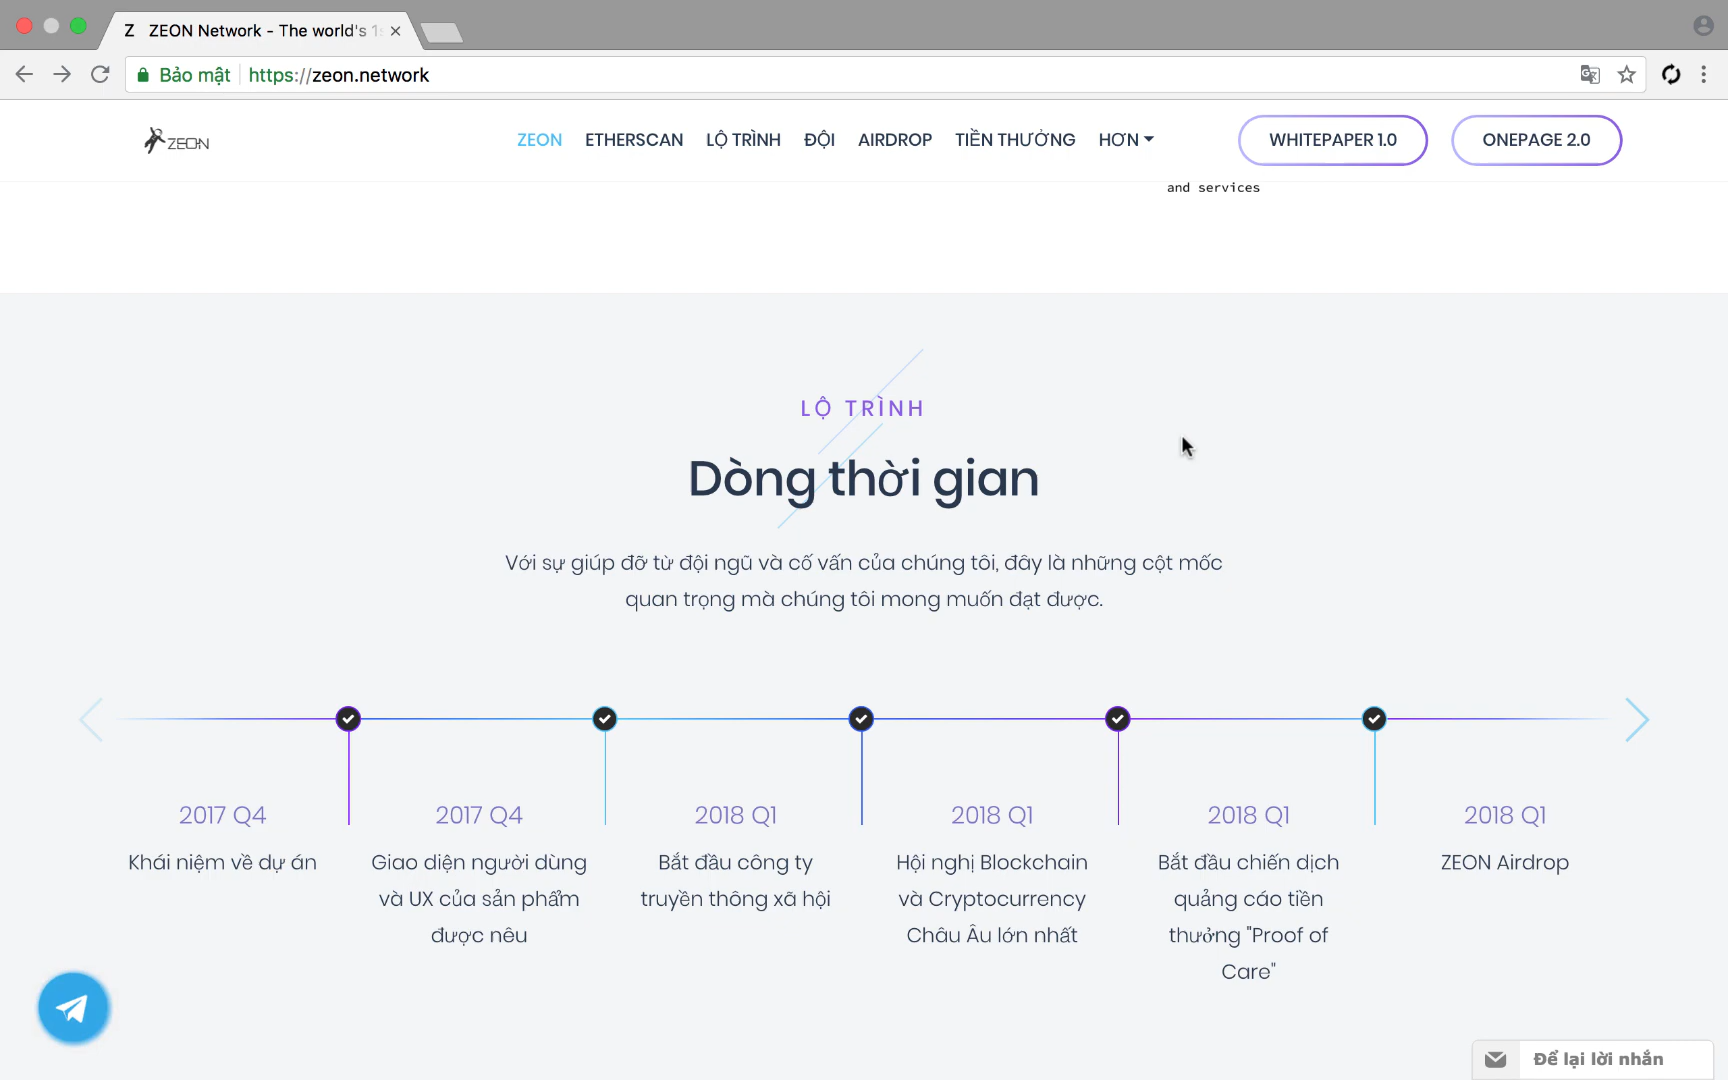 Z ZEON Network - The world's 1
Bảo mật https://zeon.network
ZEON
ZEON ETHERSCAN LỘ TRÌNH ĐỘI AIRDROP TIỀN THƯỞNG HƠN WHITEPAPER 1.0 ONEPAGE 2.0
and services
LỘ TRÌNH
Dòng thời gian
Với sự giúp đỡ từ đội ngũ và cố vấn của chúng tôi, đây là những cột mốc
quan trọng mà chúng tôi mong muốn đạt được.
2017 Q4
Khái niệm về dự án
2017 Q4
Giao diện người dùng
và UX của sản phẩm
được nêu
2018 Q1
Bắt đầu công ty
truyền thông xã hội
2018 Q1
Hội nghị Blockchain
và Cryptocurrency
Châu Âu lớn nhất
2018 Q1
Bắt đầu chiến dịch
quảng cáo tiền
thưởng "Proof of
Care"
2018 Q1
ZEON Airdrop
Để lại lời nhắn